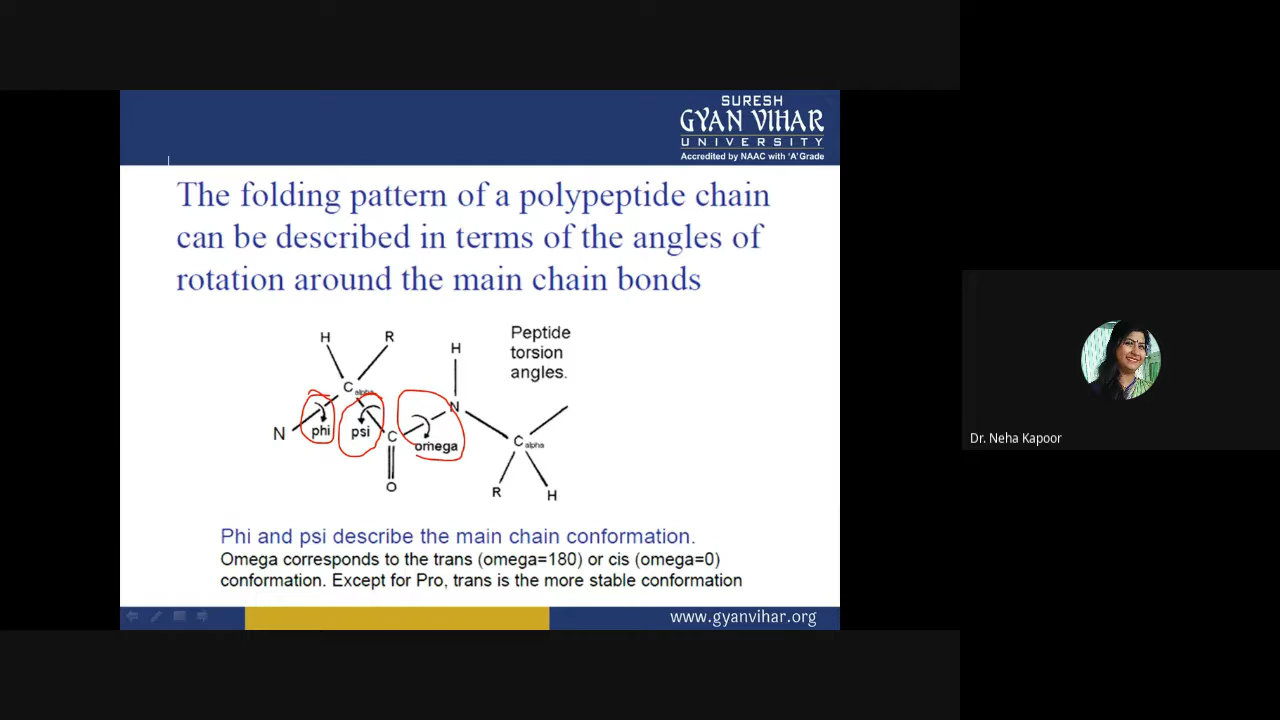 SURESH
GYAN VIHAR
UNIVERSITY
Accredited by NAAC with 'A' Grade
The folding pattern of a polypeptide chain
can be described in terms of the angles of
rotation around the main chain bonds
Peptide
torsion
angles.
H
R
H
C alpha
N
N
phi
psi
C
omega
C alpha
O
R
H
Phi and psi describe the main chain conformation.
Omega corresponds to the trans (omega=180) or cis (omega=0)
conformation. Except for Pro, trans is the more stable conformation
www.gyanvihar.org
Dr. Neha Kapoor